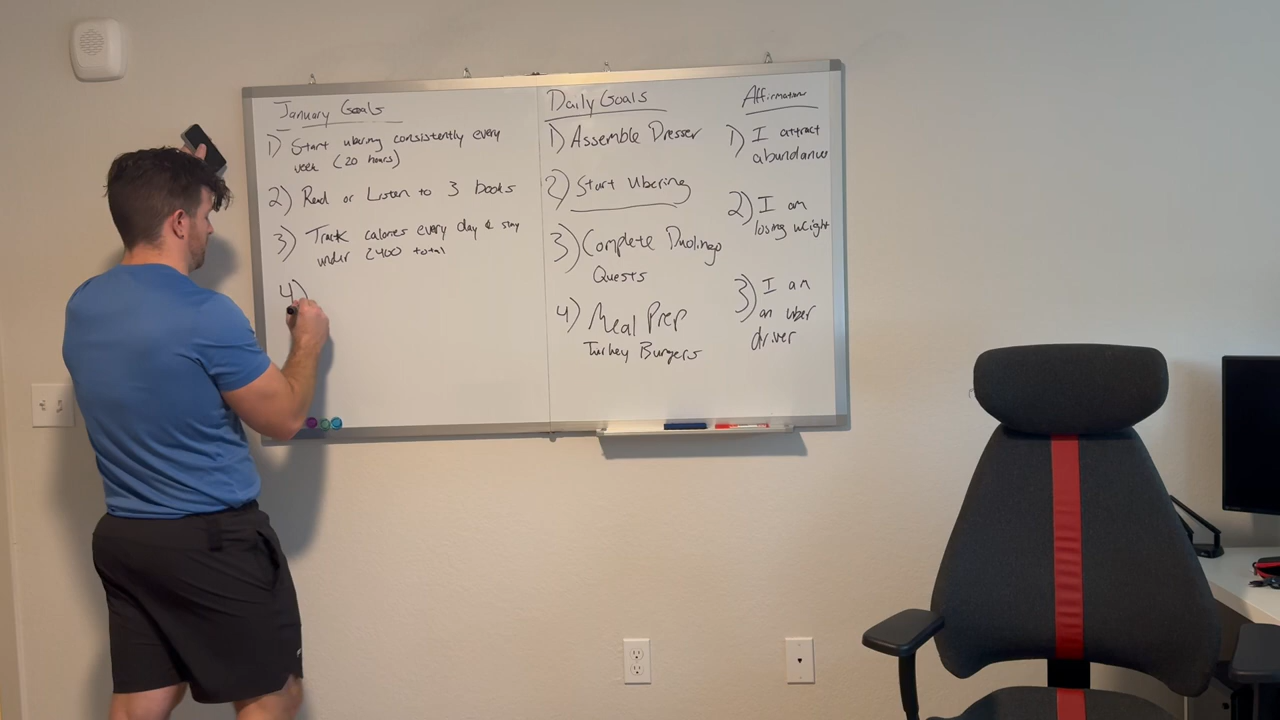 January Goals
1) Start ubering consistently every
week (20 hours)
2) Read or Listen to 3 books
3) Track calories every day & stay
under 2400 total
4)
Daily Goals
1) Assemble Dresser
2) Start Ubering
3) Complete Duolingo
Quests
4) Meal Prep
Turkey Burgers
Affirmation
1) I attract
abundance
2) I am
losing weight
3) I am
an uber
driver